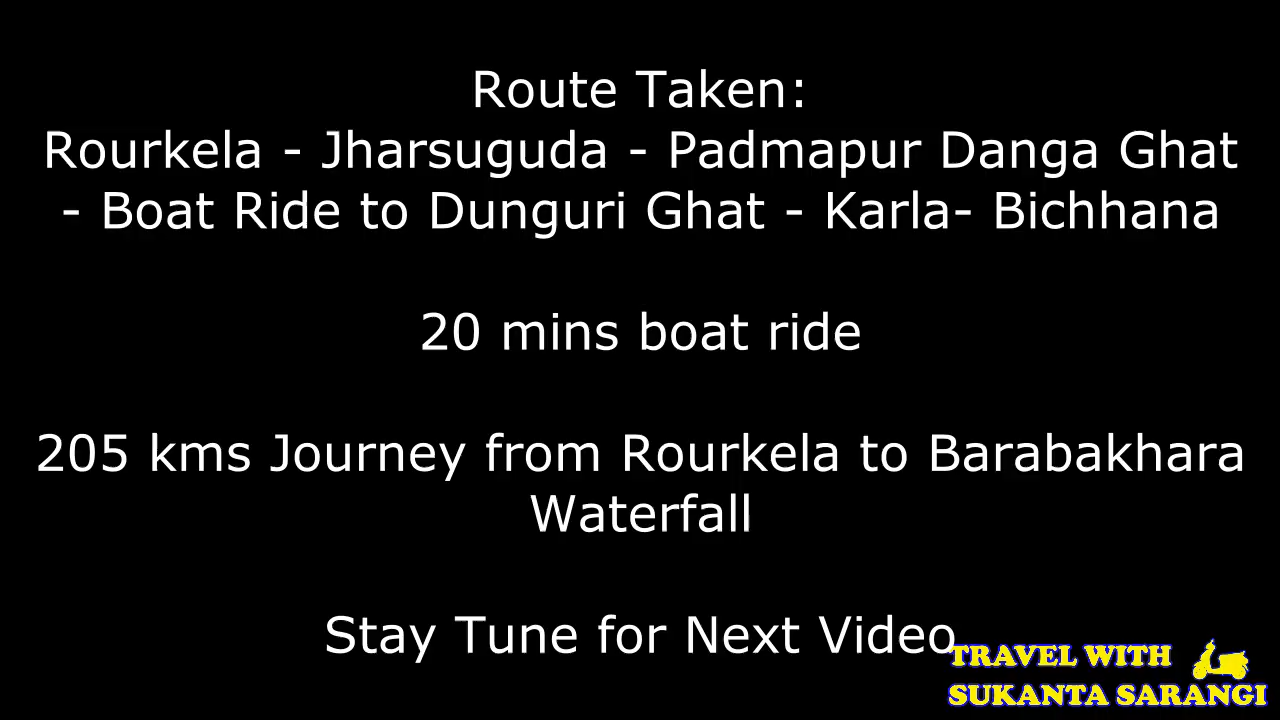 Route Taken:
Rourkela - Jharsuguda - Padmapur Danga Ghat
- Boat Ride to Dunguri Ghat - Karla- Bichhana
20 mins boat ride
205 kms Journey from Rourkela to Barabakhara
Waterfall
Stay Tune for Next Video
TRAVEL WITH
SUKANTA SARANGI